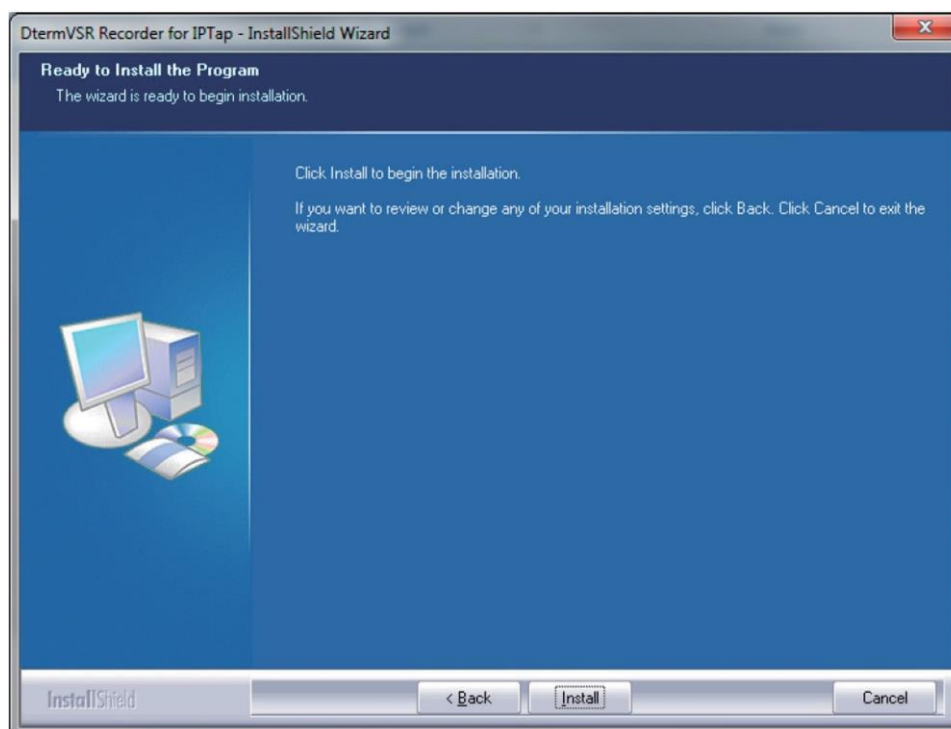 DtermVSR Recorder for IPTap - InstallShield Wizard
Ready to Install the Program
The wizard is ready to begin installation.
Click Install to begin the installation.
If you want to review or change any of your installation settings, click Back. Click Cancel to exit the
wizard.
InstallShield
< Back
Install
Cancel